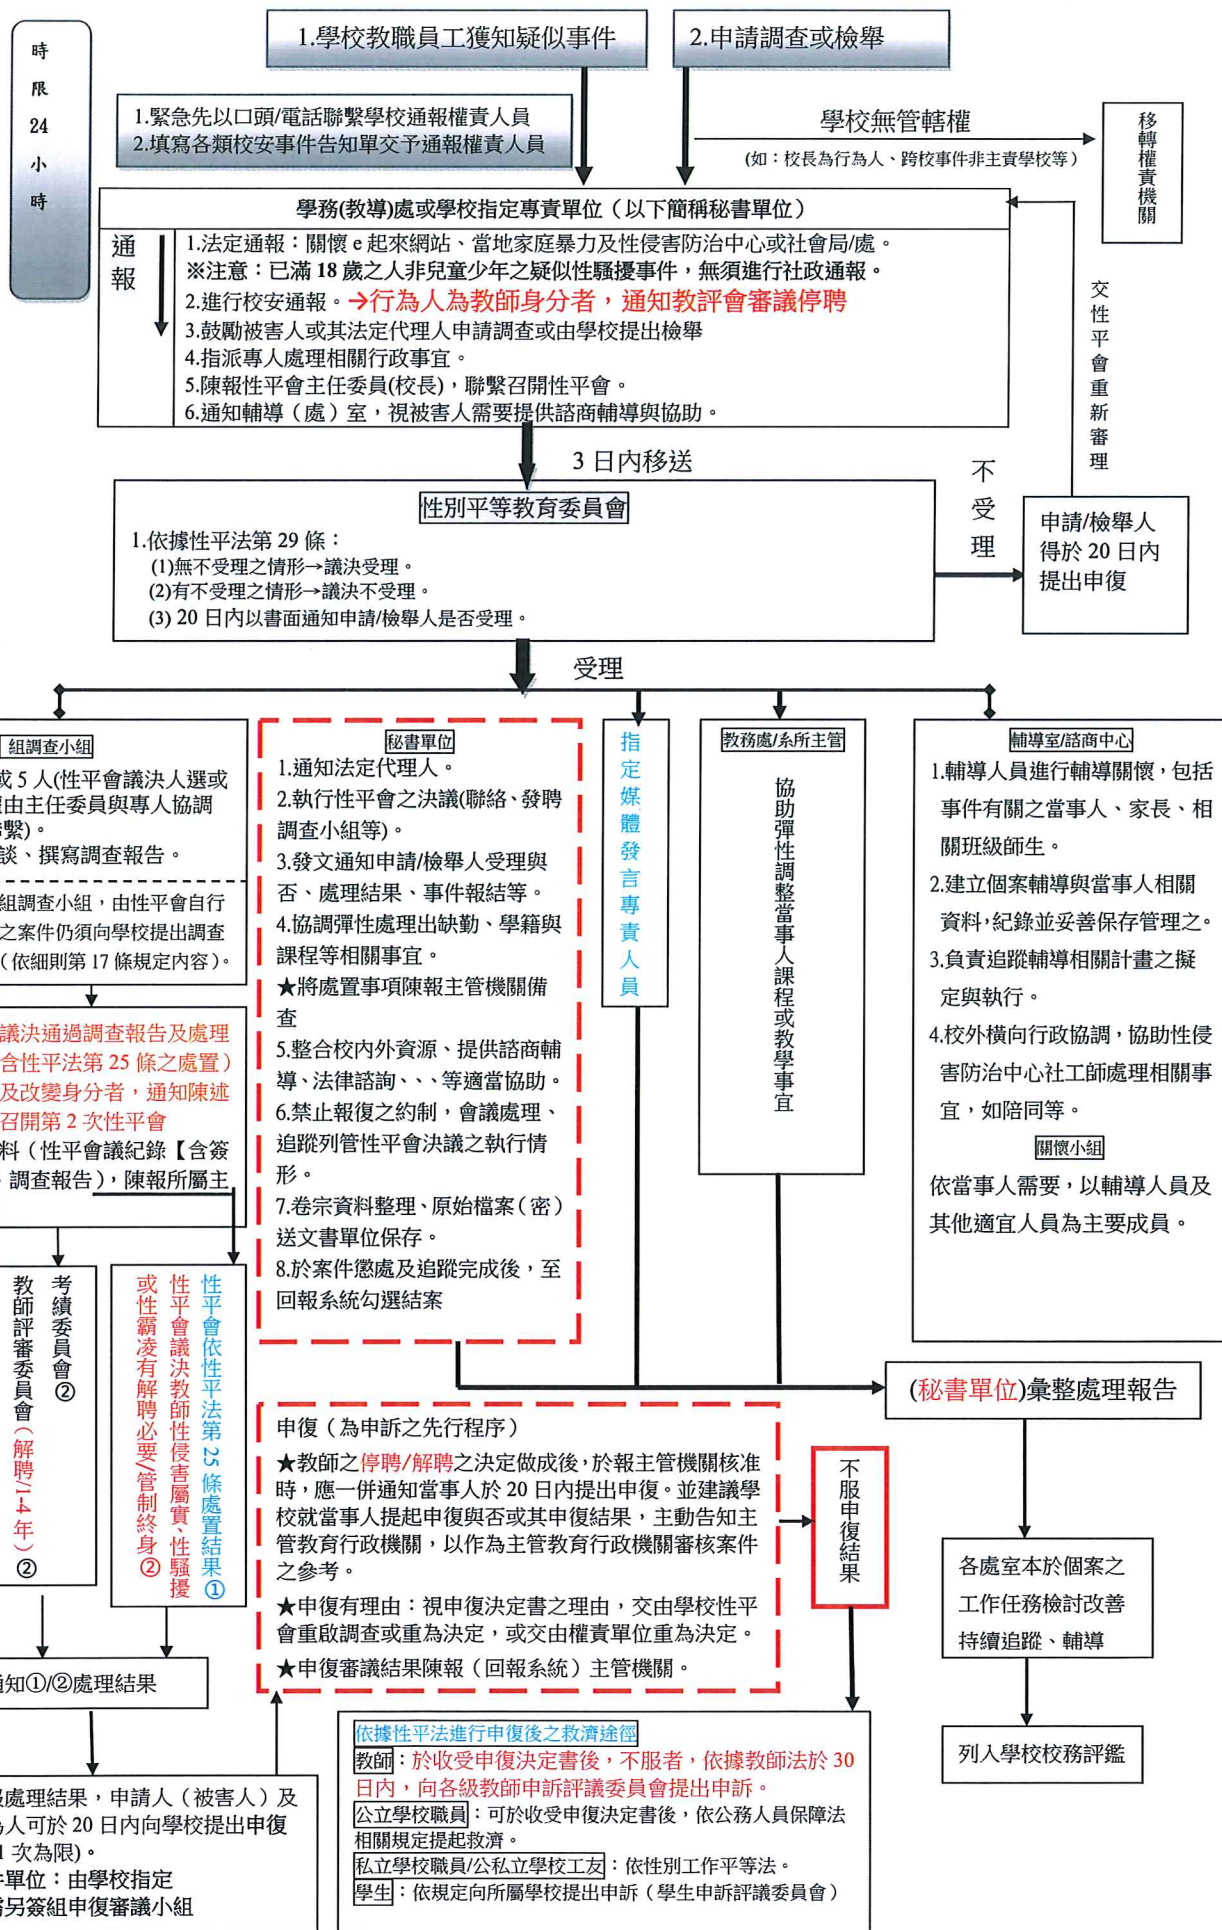 時
限
24
小
時
1.學校教職員工獲知疑似事件
2.申請調查或檢舉
1.緊急先以口頭/電話聯繫學校通報權責人員
2.填寫各類校安事件告知單交予通報權責人員
學校無管轄權
(如：校長為行為人、跨校事件非主責學校等)
移轉權責機關
學務(教導)處或學校指定專責單位（以下簡稱秘書單位）
通報
1.法定通報：關懷 e 起來網站、當地家庭暴力及性侵害防治中心或社會局/處。
※注意：已滿 18 歲之人非兒童少年之疑似性騷擾事件，無須進行社政通報。
2.進行校安通報。→行為人為教師身分者，通知教評會審議停聘
3.鼓勵被害人或其法定代理人申請調查或由學校提出檢舉
4.指派專人處理相關行政事宜。
5.陳報性平會主任委員(校長)，聯繫召開性平會。
6.通知輔導（處）室，視被害人需要提供諮商輔導與協助。
交性平會重新審理
3 日內移送
性別平等教育委員會
1.依據性平法第 29 條：
(1)無不受理之情形→議決受理。
(2)有不受理之情形→議決不受理。
(3) 20 日內以書面通知申請/檢舉人是否受理。
不受理
申請/檢舉人
得於 20 日內
提出申復
受理
組調查小組
或 5 人(性平會議決人選或
權由主任委員與專人協調
聯繫)。
談、撰寫調查報告。
組調查小組，由性平會自行
之案件仍須向學校提出調查
（依細則第 17 條規定內容）。
議決通過調查報告及處理
含性平法第 25 條之處置）
及改變身分者，通知陳述
召開第 2 次性平會
料（性平會議紀錄【含簽
、調查報告），陳報所屬主
考績委員會②
教師評審委員會（解聘/1-4 年）②
性平會依性平法第 25 條處置結果①
性平會議決教師性侵害屬實、性騷擾
或性霸凌有解聘必要/管制終身②
通知①/②處理結果
處理結果，申請人（被害人）及
為人可於 20 日內向學校提出申復
1 次為限)。
件單位：由學校指定
需另簽組申復審議小組
秘書單位
1.通知法定代理人。
2.執行性平會之決議(聯絡、發聘
調查小組等)。
3.發文通知申請/檢舉人受理與
否、處理結果、事件報結等。
4.協調彈性處理出缺勤、學籍與
課程等相關事宜。
★將處置事項陳報主管機關備
查
5.整合校內外資源、提供諮商輔
導、法律諮詢、、、等適當協助。
6.禁止報復之約制，會議處理、
追蹤列管性平會決議之執行情
形。
7.卷宗資料整理、原始檔案（密）
送文書單位保存。
8.於案件懲處及追蹤完成後，至
回報系統勾選結案
指定媒體發言專責人員
教務處/系所主管
協助彈性調整當事人課程或教學事宜
輔導室/諮商中心
1.輔導人員進行輔導關懷，包括
事件有關之當事人、家長、相
關班級師生。
2.建立個案輔導與當事人相關
資料，紀錄並妥善保存管理之。
3.負責追蹤輔導相關計畫之擬
定與執行。
4.校外橫向行政協調，協助性侵
害防治中心社工師處理相關事
宜，如陪同等。
關懷小組
依當事人需要，以輔導人員及
其他適宜人員為主要成員。
(秘書單位)彙整處理報告
申復（為申訴之先行程序）
★教師之停聘/解聘之決定做成後，於報主管機關核准
時，應一併通知當事人於 20 日內提出申復。並建議學
校就當事人提起申復與否或其申復結果，主動告知主
管教育行政機關，以作為主管教育行政機關審核案件
之參考。
★申復有理由：視申復決定書之理由，交由學校性平
會重啟調查或重為決定，或交由權責單位重為決定。
★申復審議結果陳報（回報系統）主管機關。
不服申復結果
各處室本於個案之
工作任務檢討改善
持續追蹤、輔導
列入學校校務評鑑
依據性平法進行申復後之救濟途徑
教師：於收受申復決定書後，不服者，依據教師法於 30
日內，向各級教師申訴評議委員會提出申訴。
公立學校職員：可於收受申復決定書後，依公務人員保障法
相關規定提起救濟。
私立學校職員/公私立學校工友：依性別工作平等法。
學生：依規定向所屬學校提出申訴（學生申訴評議委員會）